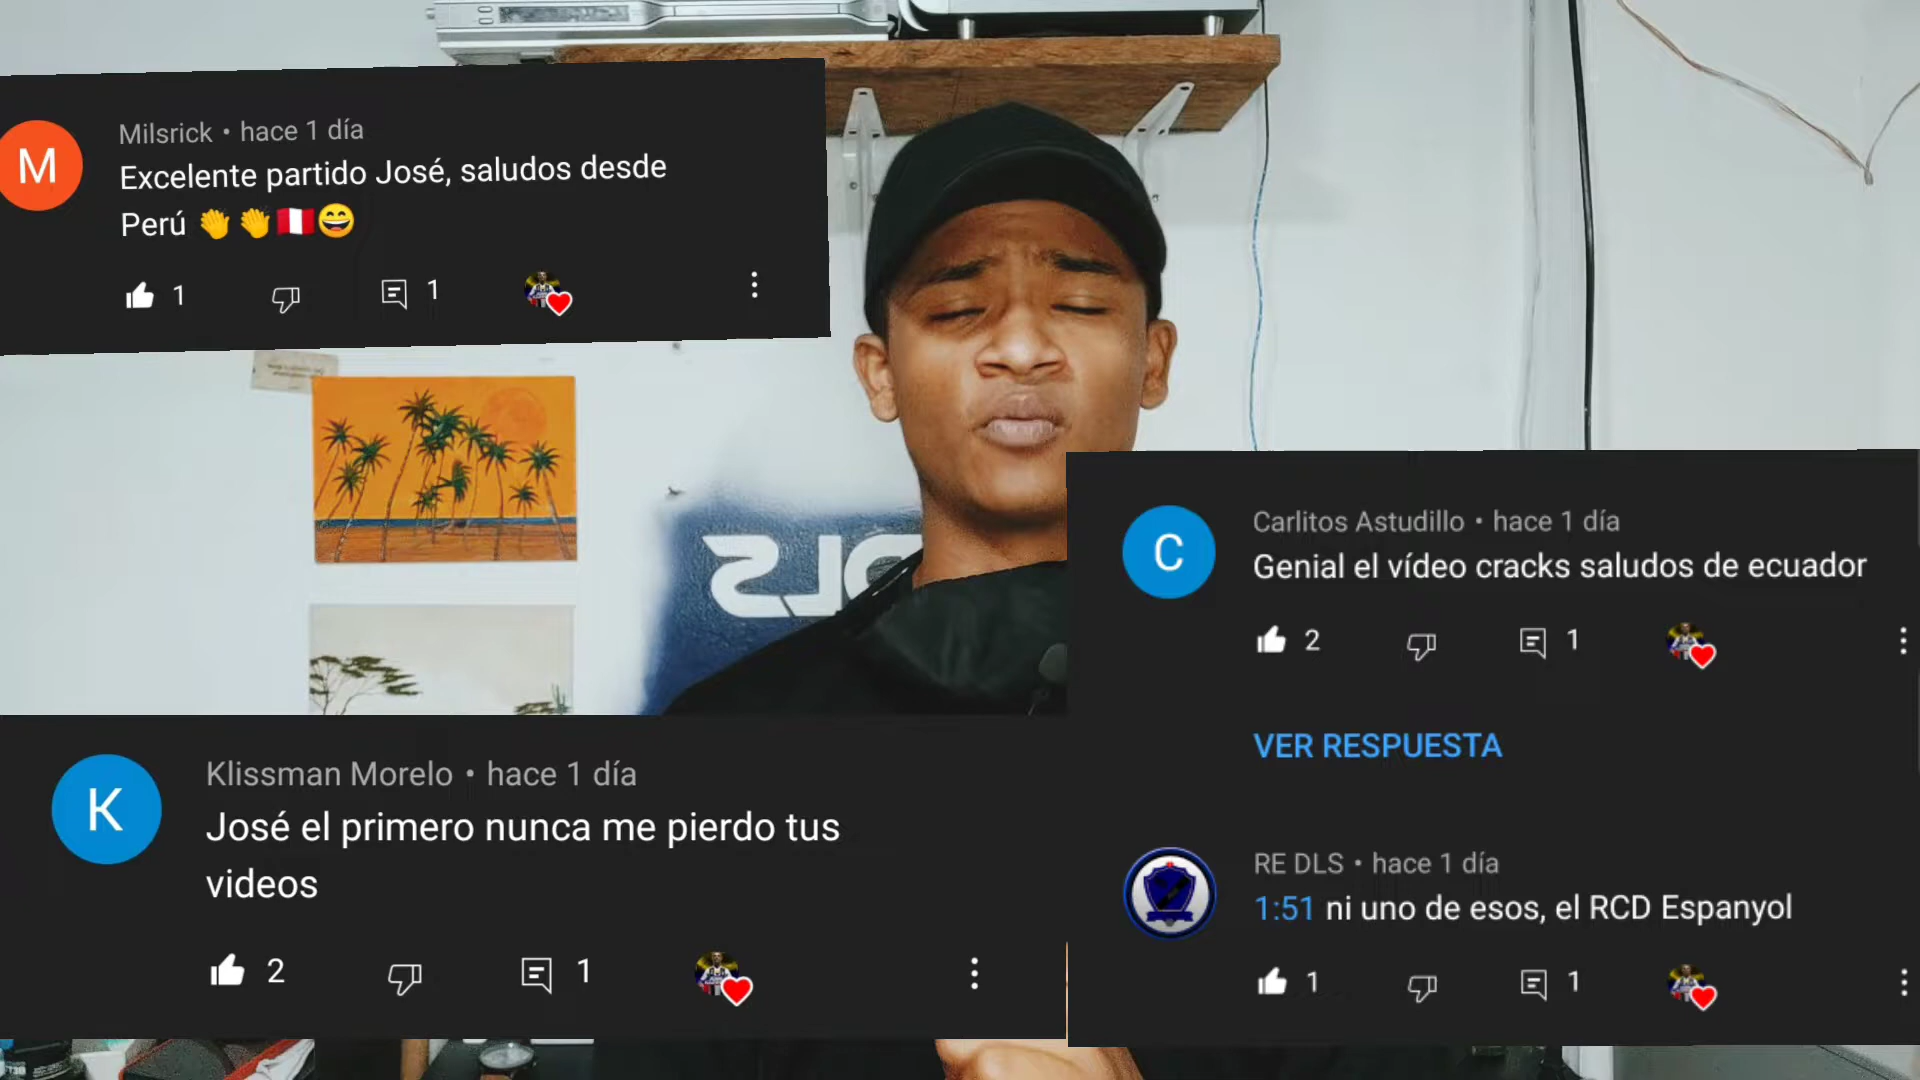 M
Milsrick • hace 1 día
Excelente partido José, saludos desde
Perú 👏👏🇵🇪😄
1
1
C
Carlitos Astudillo • hace 1 día
Genial el vídeo cracks saludos de ecuador
2
1
VER RESPUESTA
K
Klissman Morelo • hace 1 día
José el primero nunca me pierdo tus
videos
2
1
RE DLS • hace 1 día
1:51 ni uno de esos, el RCD Espanyol
1
1